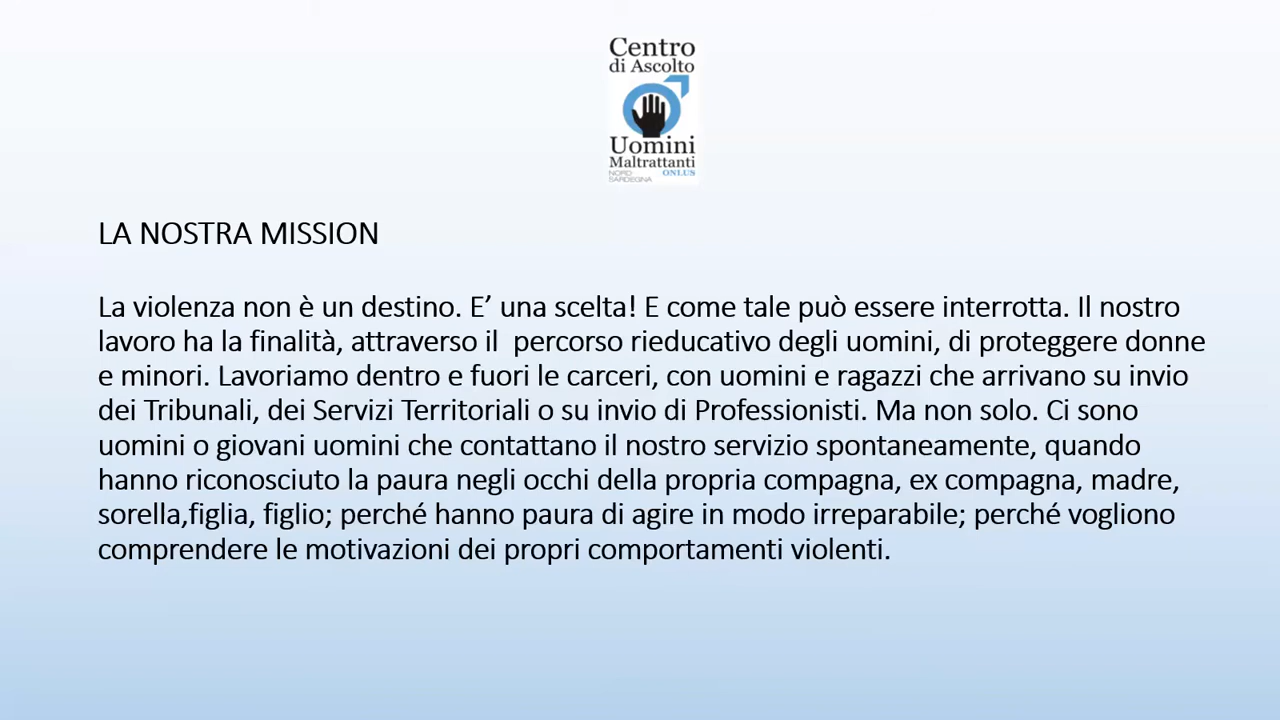 Centro
di Ascolto
Uomini
Maltrattanti
NORD ONLUS
SARDEGNA
LA NOSTRA MISSION
La violenza non è un destino. E’ una scelta! E come tale può essere interrotta. Il nostro
lavoro ha la finalità, attraverso il  percorso rieducativo degli uomini, di proteggere donne
e minori. Lavoriamo dentro e fuori le carceri, con uomini e ragazzi che arrivano su invio
dei Tribunali, dei Servizi Territoriali o su invio di Professionisti. Ma non solo. Ci sono
uomini o giovani uomini che contattano il nostro servizio spontaneamente, quando
hanno riconosciuto la paura negli occhi della propria compagna, ex compagna, madre,
sorella,figlia, figlio; perché hanno paura di agire in modo irreparabile; perché vogliono
comprendere le motivazioni dei propri comportamenti violenti.